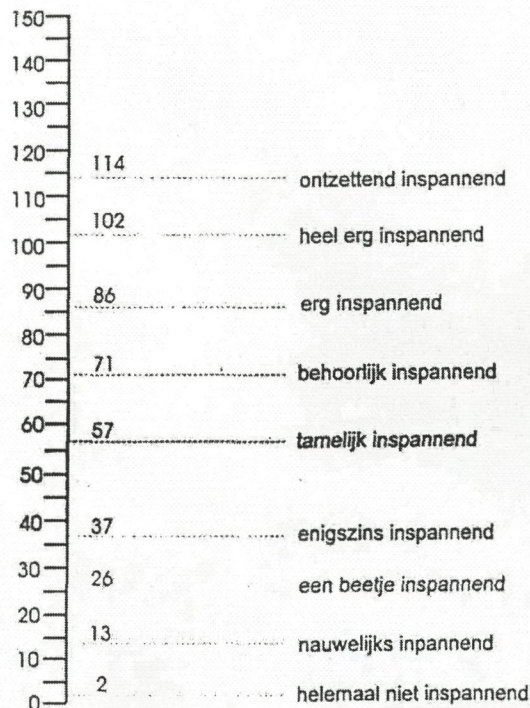 150
140
130
120
114
ontzettend inspannend
110
102
heel erg inspannend
100
90
86
erg inspannend
80
71
behoorlijk inspannend
70
60
57
tamelijk inspannend
50
40
37
enigszins inspannend
30
26
een beetje inspannend
20
13
nauwelijks inpannend
10
2
helemaal niet inspannend
0